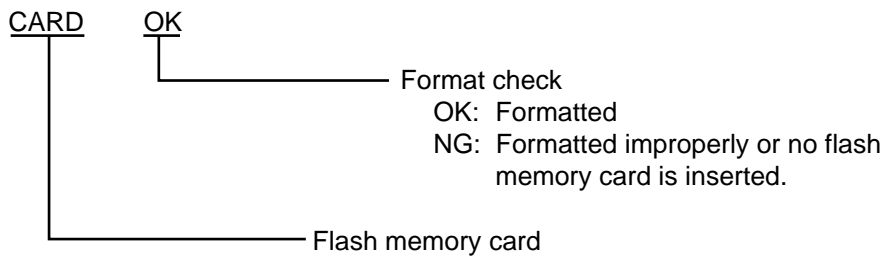 CARD OK
Format check
OK: Formatted
NG: Formatted improperly or no flash
memory card is inserted.
Flash memory card